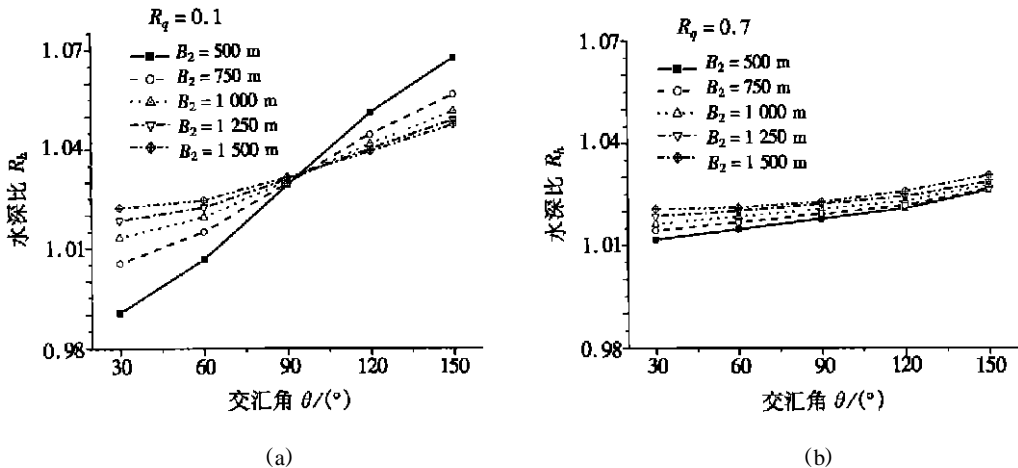 R_q = 0.1
B_2 = 500 m
B_2 = 750 m
B_2 = 1 000 m
B_2 = 1 250 m
B_2 = 1 500 m
1.07
1.04
1.01
0.98
水深比 R_h
30 60 90 120 150
交汇角 θ/(°)
(a)
R_q = 0.7
B_2 = 500 m
B_2 = 750 m
B_2 = 1 000 m
B_2 = 1 250 m
B_2 = 1 500 m
1.07
1.04
1.01
0.98
水深比 R_h
30 60 90 120 150
交汇角 θ/(°)
(b)